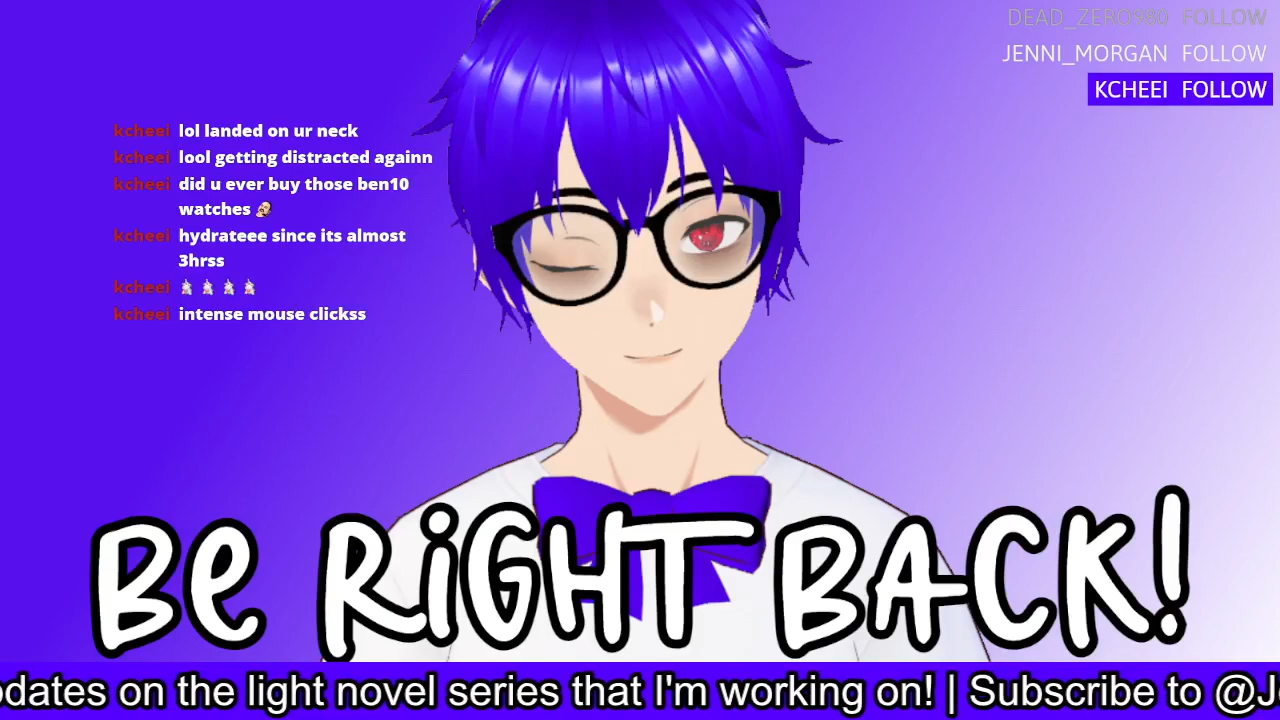 DEAD_ZERO980 FOLLOW
JENNI_MORGAN FOLLOW
KCHEEI FOLLOW
kcheei lol landed on ur neck
kcheei lool getting distracted againn
kcheei did u ever buy those ben10
watches
kcheei hydrateee since its almost
3hrss
kcheei
kcheei intense mouse clickss
Be RiGHT BACK!
dates on the light novel series that I'm working on! | Subscribe to @J